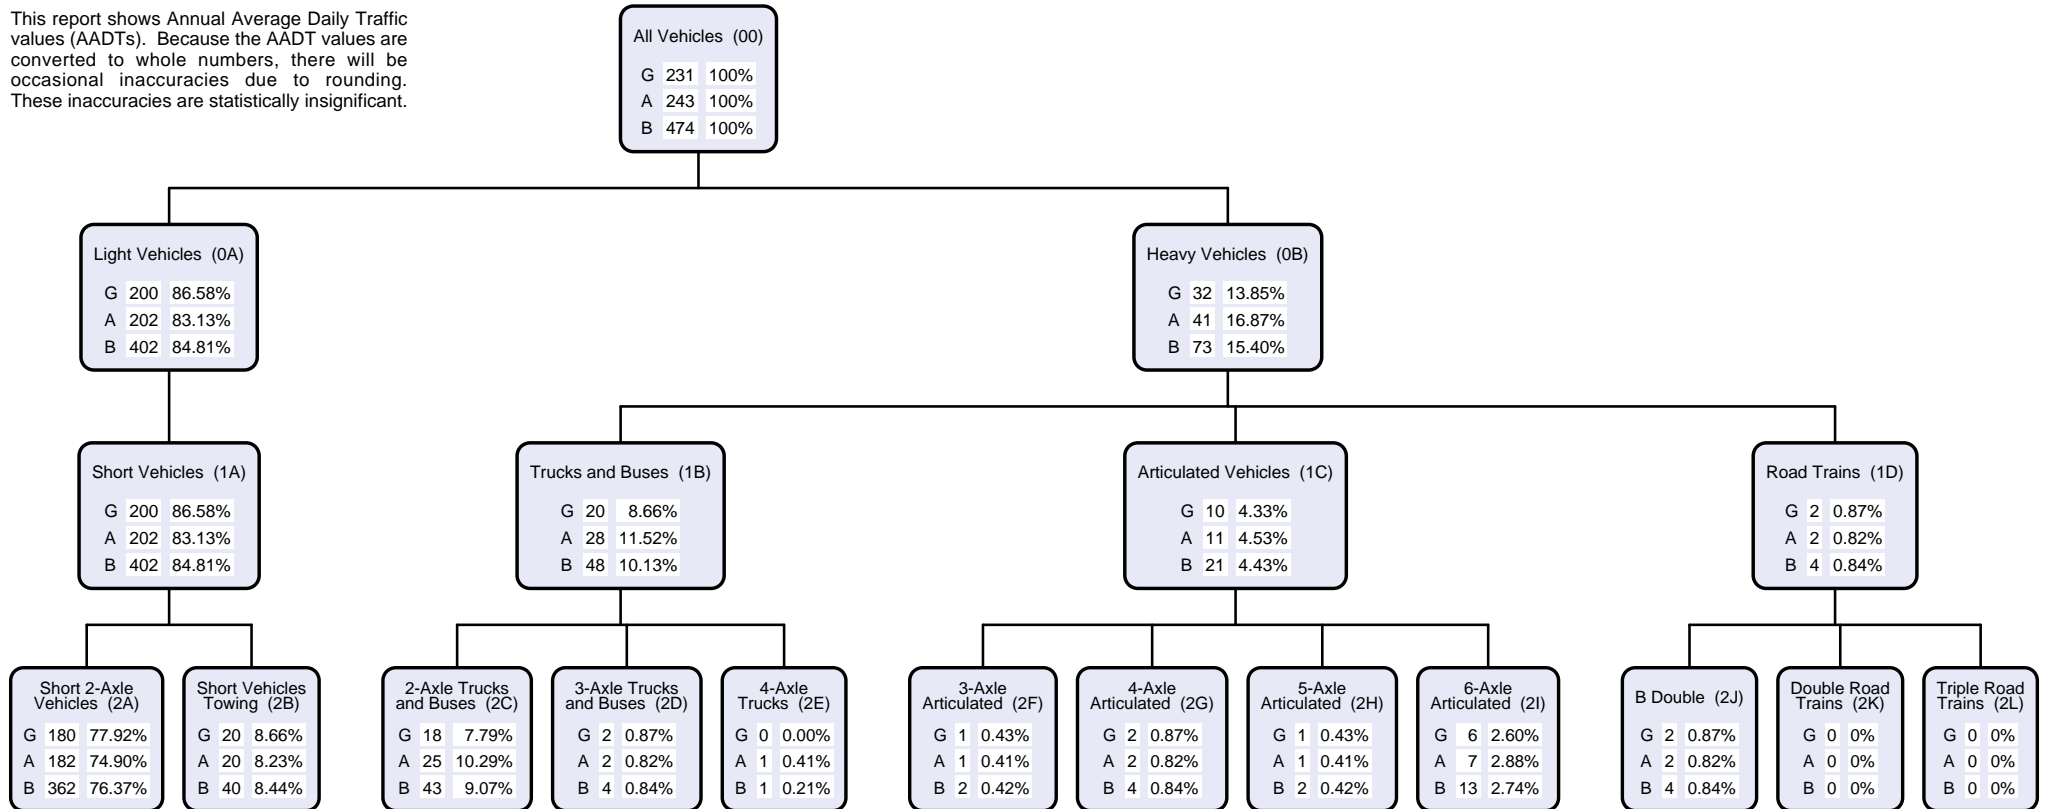 This report shows Annual Average Daily Traffic
values (AADTs). Because the AADT values are
converted to whole numbers, there will be
occasional inaccuracies due to rounding.
These inaccuracies are statistically insignificant.
All Vehicles (00)
G 231 100%
A 243 100%
B 474 100%
Light Vehicles (0A)
G 200 86.58%
A 202 83.13%
B 402 84.81%
Heavy Vehicles (0B)
G 32 13.85%
A 41 16.87%
B 73 15.40%
Short Vehicles (1A)
G 200 86.58%
A 202 83.13%
B 402 84.81%
Trucks and Buses (1B)
G 20 8.66%
A 28 11.52%
B 48 10.13%
Articulated Vehicles (1C)
G 10 4.33%
A 11 4.53%
B 21 4.43%
Road Trains (1D)
G 2 0.87%
A 2 0.82%
B 4 0.84%
Short 2-Axle
Vehicles (2A)
G 180 77.92%
A 182 74.90%
B 362 76.37%
Short Vehicles
Towing (2B)
G 20 8.66%
A 20 8.23%
B 40 8.44%
2-Axle Trucks
and Buses (2C)
G 18 7.79%
A 25 10.29%
B 43 9.07%
3-Axle Trucks
and Buses (2D)
G 2 0.87%
A 2 0.82%
B 4 0.84%
4-Axle
Trucks (2E)
G 0 0.00%
A 1 0.41%
B 1 0.21%
3-Axle
Articulated (2F)
G 1 0.43%
A 1 0.41%
B 2 0.42%
4-Axle
Articulated (2G)
G 2 0.87%
A 2 0.82%
B 4 0.84%
5-Axle
Articulated (2H)
G 1 0.43%
A 1 0.41%
B 2 0.42%
6-Axle
Articulated (2I)
G 6 2.60%
A 7 2.88%
B 13 2.74%
B Double (2J)
G 2 0.87%
A 2 0.82%
B 4 0.84%
Double Road
Trains (2K)
G 0 0%
A 0 0%
B 0 0%
Triple Road
Trains (2L)
G 0 0%
A 0 0%
B 0 0%